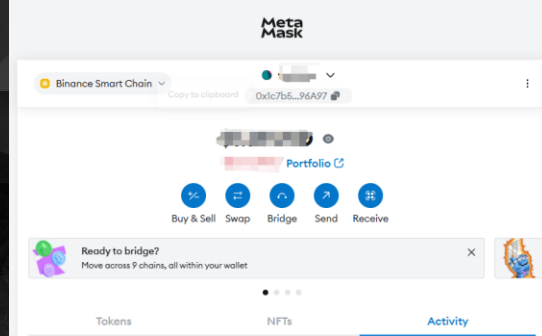 Meta
Mask
Binance Smart Chain
Copy to clipboard
0x1c7b5...96A97
Portfolio
Buy & Sell Swap Bridge Send Receive
Ready to bridge?
Move across 9 chains, all within your wallet
Tokens NFTs Activity